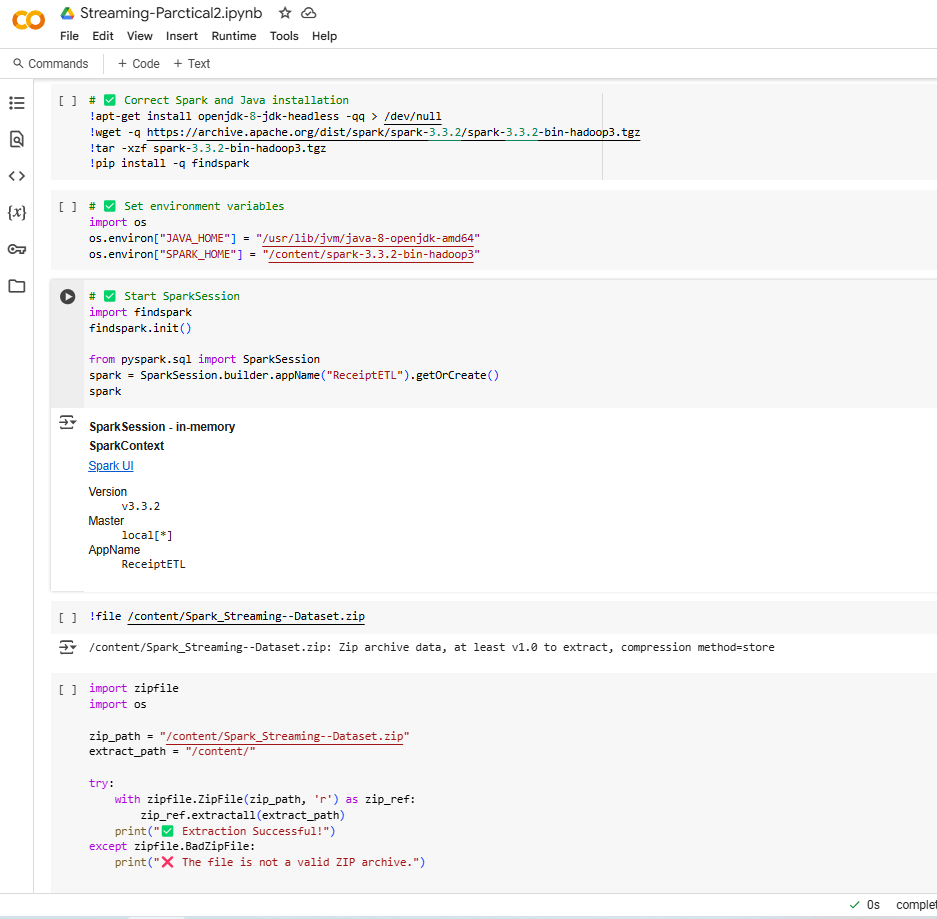 Streaming-Parctical2.ipynb
File Edit View Insert Runtime Tools Help
Commands + Code + Text
[ ] # ✅ Correct Spark and Java installation
!apt-get install openjdk-8-jdk-headless -qq > /dev/null
!wget -q https://archive.apache.org/dist/spark/spark-3.3.2/spark-3.3.2-bin-hadoop3.tgz
!tar -xzf spark-3.3.2-bin-hadoop3.tgz
!pip install -q findspark
[ ] # ✅ Set environment variables
import os
os.environ["JAVA_HOME"] = "/usr/lib/jvm/java-8-openjdk-amd64"
os.environ["SPARK_HOME"] = "/content/spark-3.3.2-bin-hadoop3"
# ✅ Start SparkSession
import findspark
findspark.init()
from pyspark.sql import SparkSession
spark = SparkSession.builder.appName("ReceiptETL").getOrCreate()
spark
SparkSession - in-memory
SparkContext
Spark UI
Version
v3.3.2
Master
local[*]
AppName
ReceiptETL
[ ] !file /content/Spark_Streaming--Dataset.zip
/content/Spark_Streaming--Dataset.zip: Zip archive data, at least v1.0 to extract, compression method=store
[ ] import zipfile
import os
zip_path = "/content/Spark_Streaming--Dataset.zip"
extract_path = "/content/"
try:
    with zipfile.ZipFile(zip_path, 'r') as zip_ref:
        zip_ref.extractall(extract_path)
    print("✅ Extraction Successful!")
except zipfile.BadZipFile:
    print("❌ The file is not a valid ZIP archive.")
✓ 0s complet